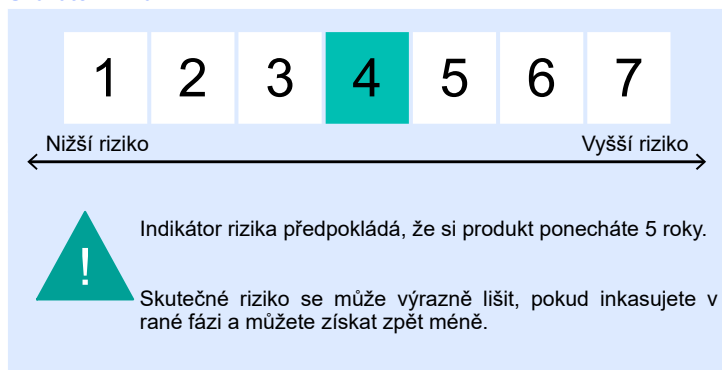 1 2 3 4 5 6 7
Nižší riziko Vyšší riziko
! Indikátor rizika předpokládá, že si produkt ponecháte 5 roky.
Skutečné riziko se může výrazně lišit, pokud inkasujete v
rané fázi a můžete získat zpět méně.